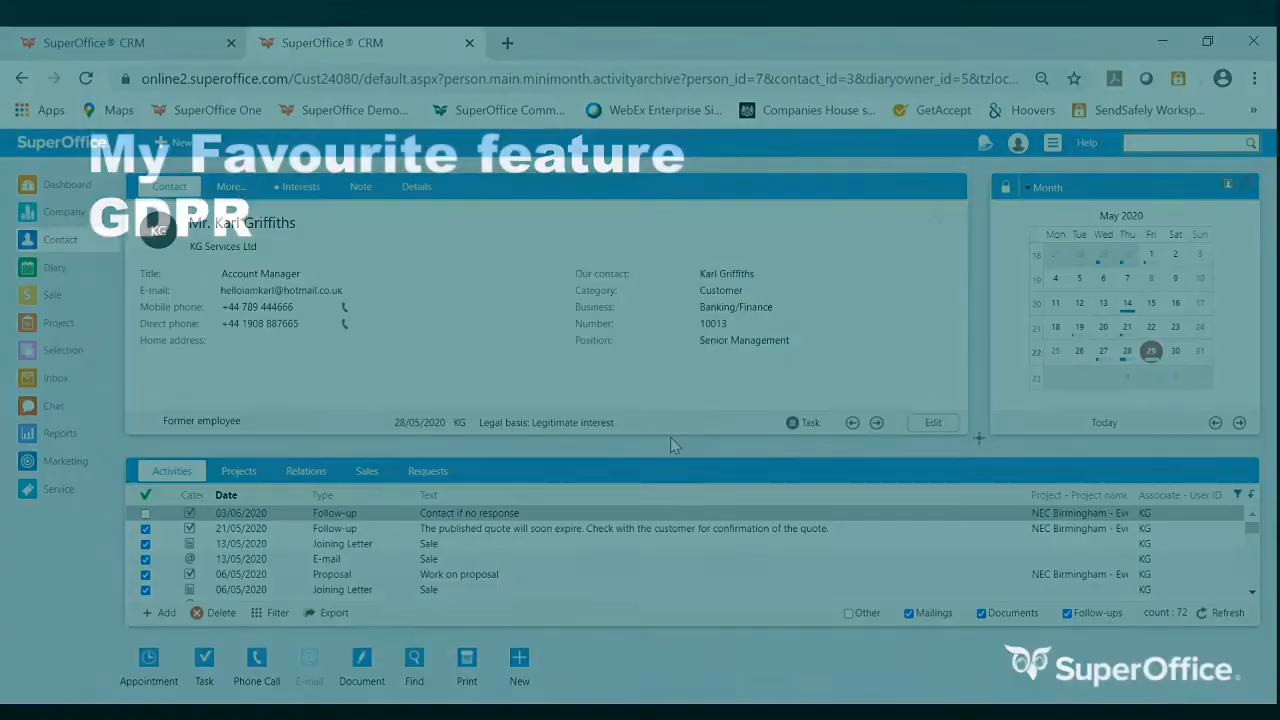 SuperOffice® CRM
SuperOffice® CRM
online2.superoffice.com/Cust24080/default.aspx?person.main.minimonth.activityarchive?person_id=7&contact_id=3&diaryowner_id=5&tzloc...
Apps Maps SuperOffice One SuperOffice Demo... SuperOffice Comm... WebEx Enterprise Si... Companies House s... GetAccept Hoovers SendSafely Worksp... »
SuperOffice. New Help
My Favourite feature
GDPR
Dashboard
Company
Contact
Diary
Sale
Project
Selection
Inbox
Chat
Reports
Marketing
Service
Contact More... Interests Note Details
KG Mr. Karl Griffiths
KG Services Ltd
Title: Account Manager
E-mail: helloiamkarl@hotmail.co.uk
Mobile phone: +44 789 444666
Direct phone: +44 1908 887665
Home address:
Our contact: Karl Griffiths
Category: Customer
Business: Banking/Finance
Number: 10013
Position: Senior Management
Former employee 28/05/2020 KG Legal basis: Legitimate interest Task Edit
Month
May 2020
Mon Tue Wed Thu Fri Sat Sun
18 1 2 3
19 4 5 6 7 8 9 10
20 11 12 13 14 15 16 17
21 18 19 20 21 22 23 24
22 25 26 27 28 29 30 31
23
Today
Activities Projects Relations Sales Requests
Date Type Text Project - Project name Associate - User ID
03/06/2020 Follow-up Contact if no response NEC Birmingham - Eve KG
21/05/2020 Follow-up The published quote will soon expire. Check with the customer for confirmation of the quote. NEC Birmingham - Eve KG
13/05/2020 Joining Letter Sale KG
13/05/2020 E-mail Sale KG
06/05/2020 Proposal Work on proposal NEC Birmingham - Eve KG
06/05/2020 Joining Letter Sale KG
Add Delete Filter Export Other Mailings Documents Follow-ups count : 72 Refresh
Appointment Task Phone Call E-mail Document Find Print New
SuperOffice.